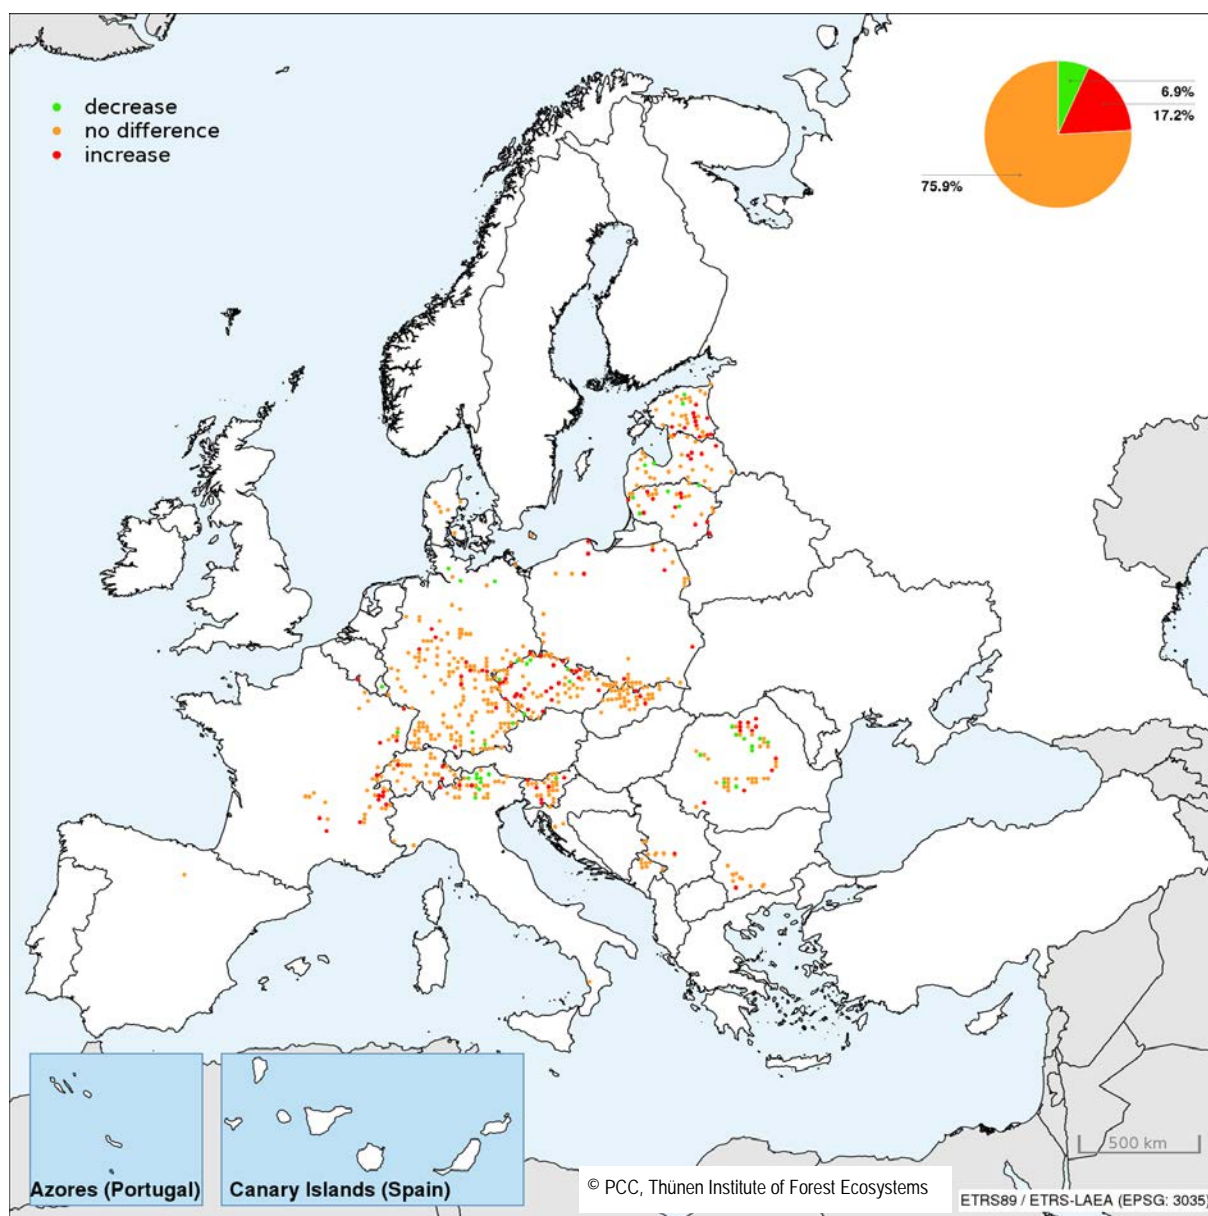 decrease
no difference
increase
6.9%
17.2%
75.9%
500 km
Azores (Portugal)
Canary Islands (Spain)
© PCC, Thünen Institute of Forest Ecosystems
ETRS89 / ETRS-LAEA (EPSG: 3035)